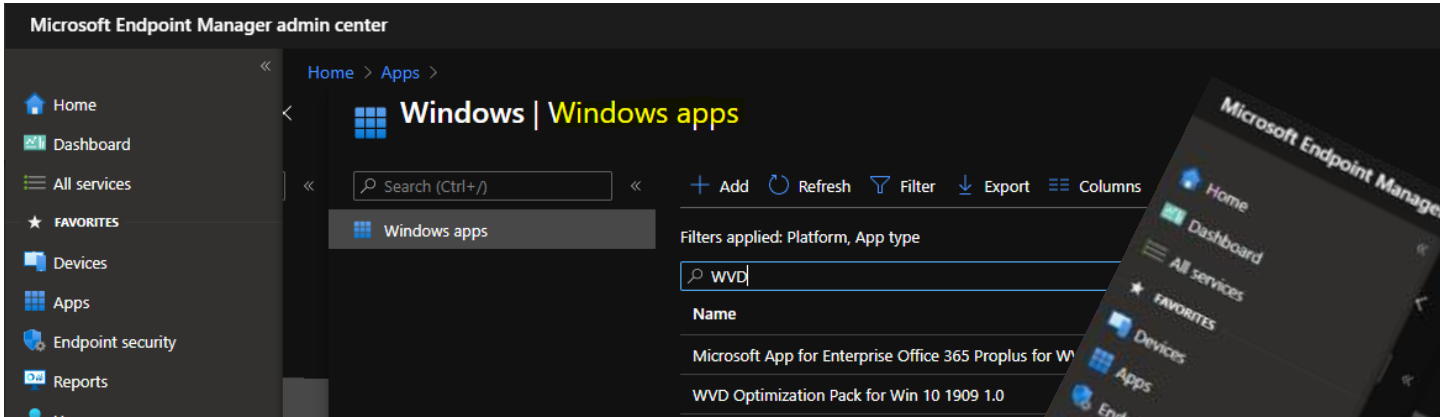 Microsoft Endpoint Manager admin center
Home > Apps >
Home
Dashboard
All services
FAVORITES
Devices
Apps
Endpoint security
Reports
Windows | Windows apps
Search (Ctrl+/)
Windows apps
Add Refresh Filter Export Columns
Filters applied: Platform, App type
WVD
Name
Microsoft App for Enterprise Office 365 Proplus for
WVD Optimization Pack for Win 10 1909 1.0
Microsoft Endpoint Manager
Home
Dashboard
All services
FAVORITES
Devices
Apps